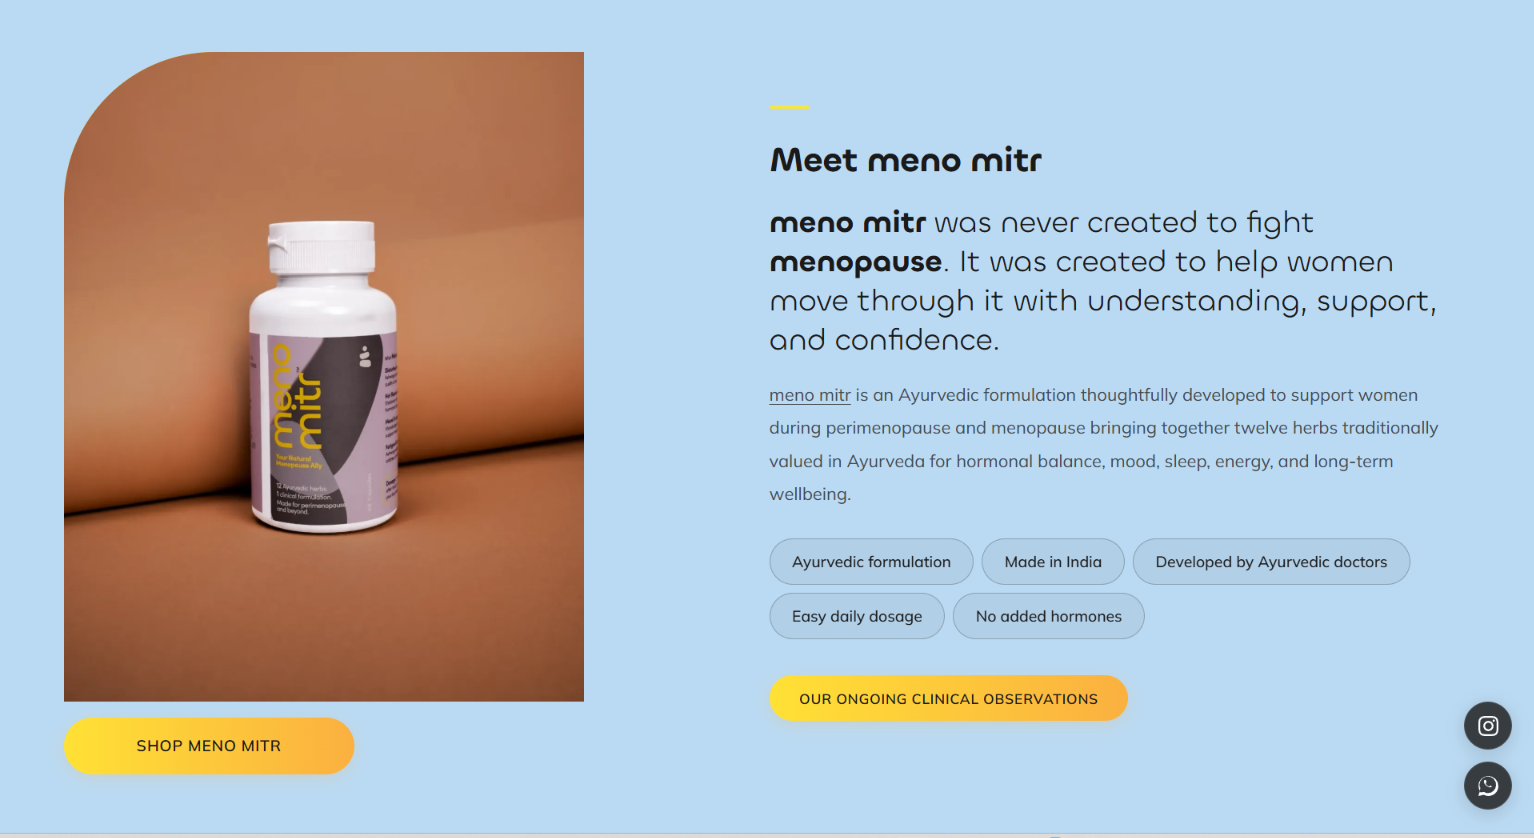 Meet meno mitr
meno mitr was never created to fight
menopause. It was created to help women
move through it with understanding, support,
and confidence.
meno mitr is an Ayurvedic formulation thoughtfully developed to support women
during perimenopause and menopause bringing together twelve herbs traditionally
valued in Ayurveda for hormonal balance, mood, sleep, energy, and long-term
wellbeing.
Ayurvedic formulation
Made in India
Developed by Ayurvedic doctors
Easy daily dosage
No added hormones
OUR ONGOING CLINICAL OBSERVATIONS
meno
mitr
Your Natural
Menopause Ally
12 Ayurvedic herbs.
1 clinical formulation.
Made for perimenopause
and beyond.
SHOP MENO MITR